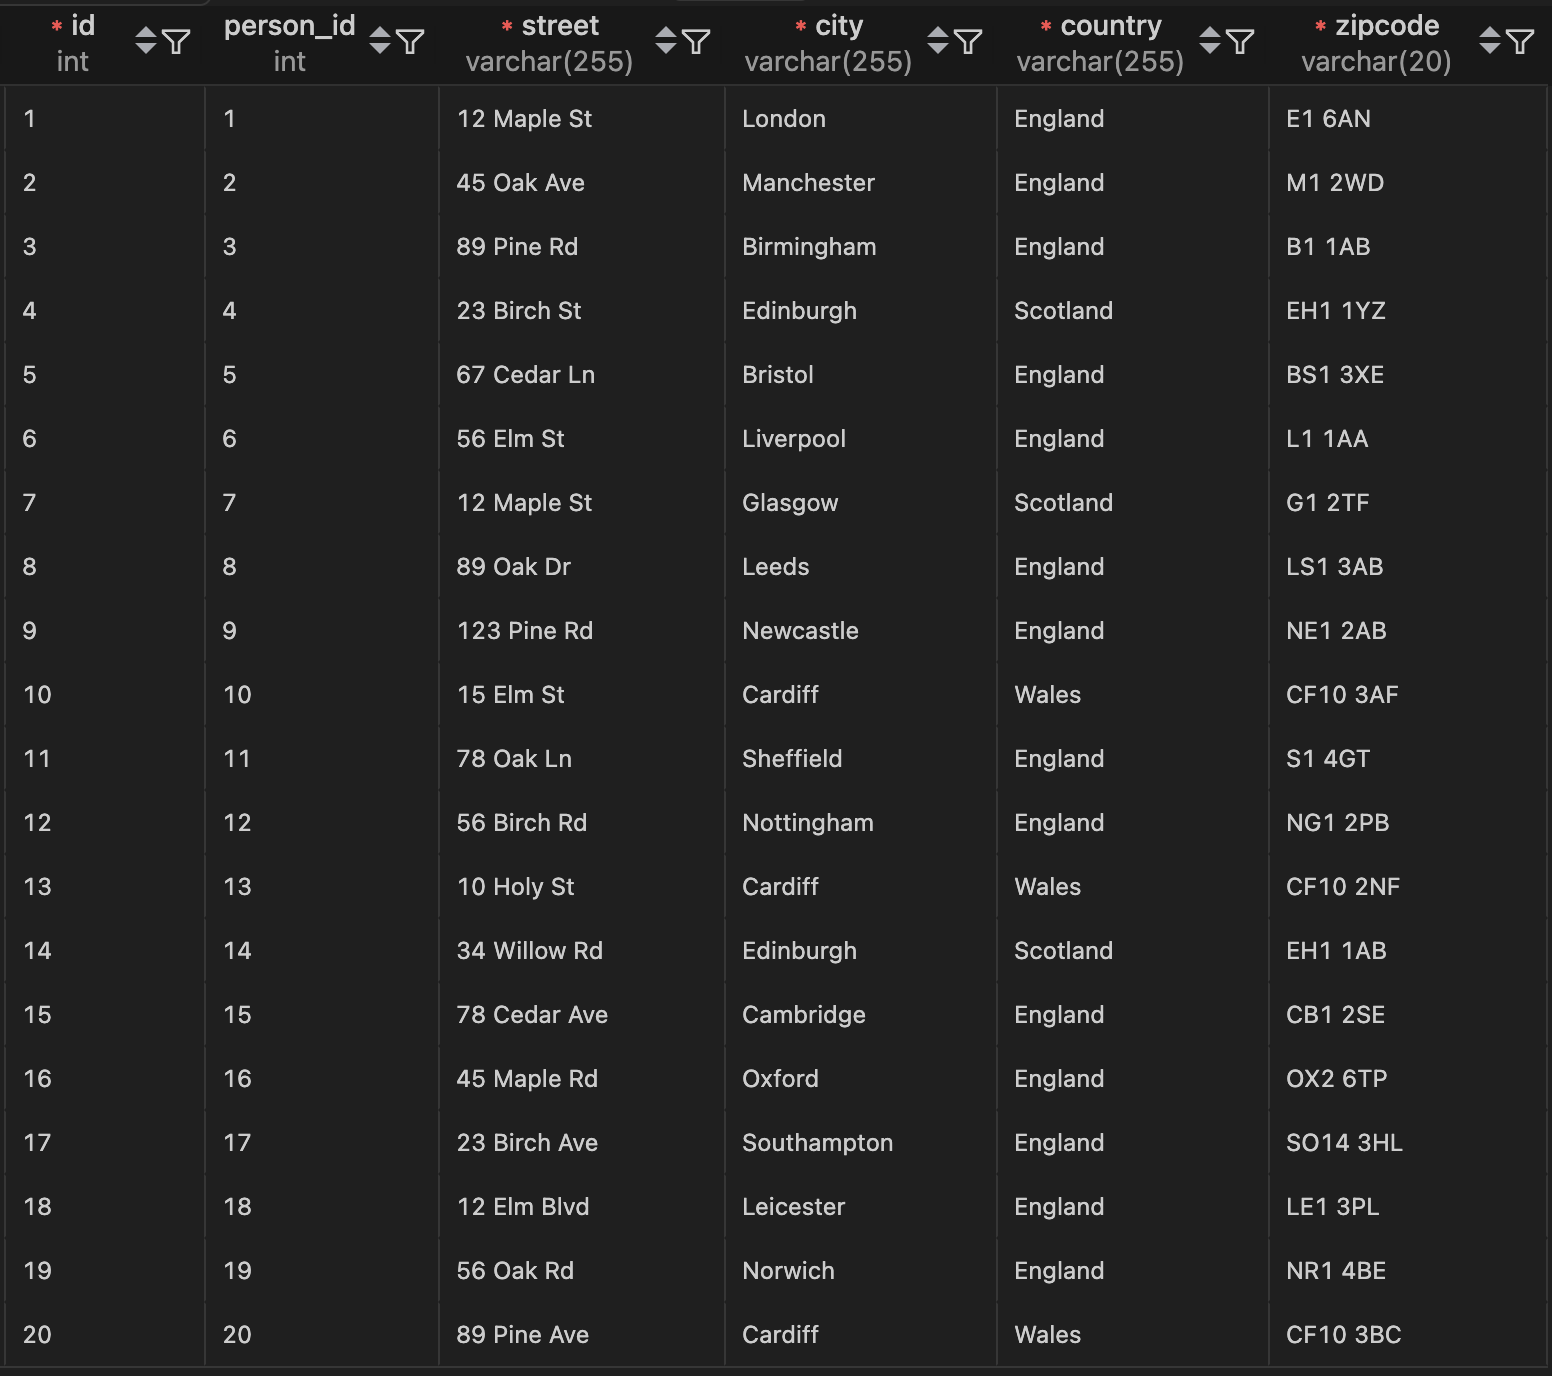 * id person_id * street * city * country * zipcode
int int varchar(255) varchar(255) varchar(255) varchar(20)
1 1 12 Maple St London England E1 6AN
2 2 45 Oak Ave Manchester England M1 2WD
3 3 89 Pine Rd Birmingham England B1 1AB
4 4 23 Birch St Edinburgh Scotland EH1 1YZ
5 5 67 Cedar Ln Bristol England BS1 3XE
6 6 56 Elm St Liverpool England L1 1AA
7 7 12 Maple St Glasgow Scotland G1 2TF
8 8 89 Oak Dr Leeds England LS1 3AB
9 9 123 Pine Rd Newcastle England NE1 2AB
10 10 15 Elm St Cardiff Wales CF10 3AF
11 11 78 Oak Ln Sheffield England S1 4GT
12 12 56 Birch Rd Nottingham England NG1 2PB
13 13 10 Holy St Cardiff Wales CF10 2NF
14 14 34 Willow Rd Edinburgh Scotland EH1 1AB
15 15 78 Cedar Ave Cambridge England CB1 2SE
16 16 45 Maple Rd Oxford England OX2 6TP
17 17 23 Birch Ave Southampton England SO14 3HL
18 18 12 Elm Blvd Leicester England LE1 3PL
19 19 56 Oak Rd Norwich England NR1 4BE
20 20 89 Pine Ave Cardiff Wales CF10 3BC